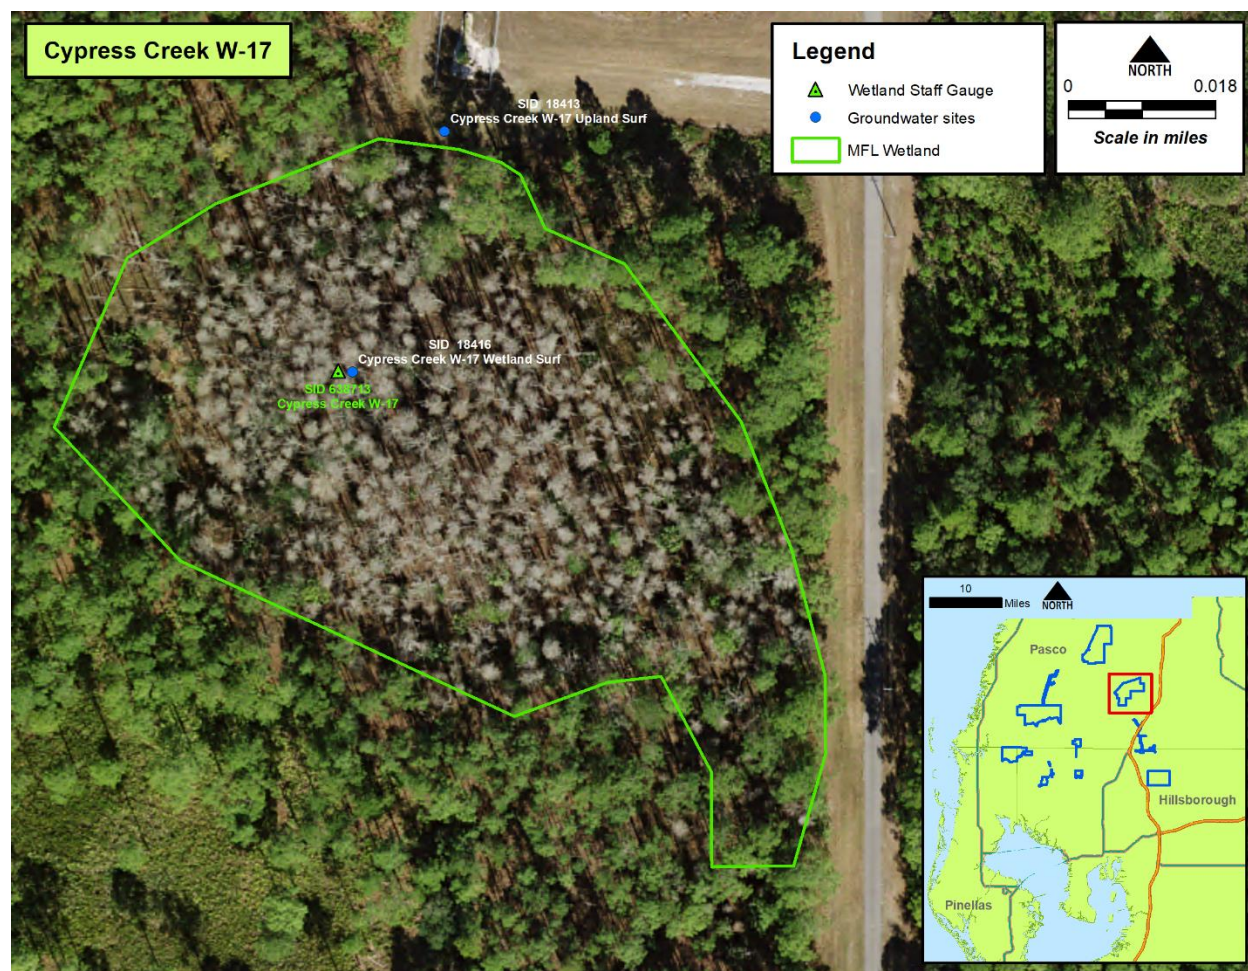 Cypress Creek W-17
SID 18413
Cypress Creek W-17 Upland Surf
Legend
Wetland Staff Gauge
Groundwater sites
MFL Wetland
NORTH
0 0.018
Scale in miles
SID 18416
Cypress Creek W-17 Wetland Surf
SID 638713
Cypress Creek W-17
10
Miles
NORTH
Pasco
Hillsborough
Pinellas